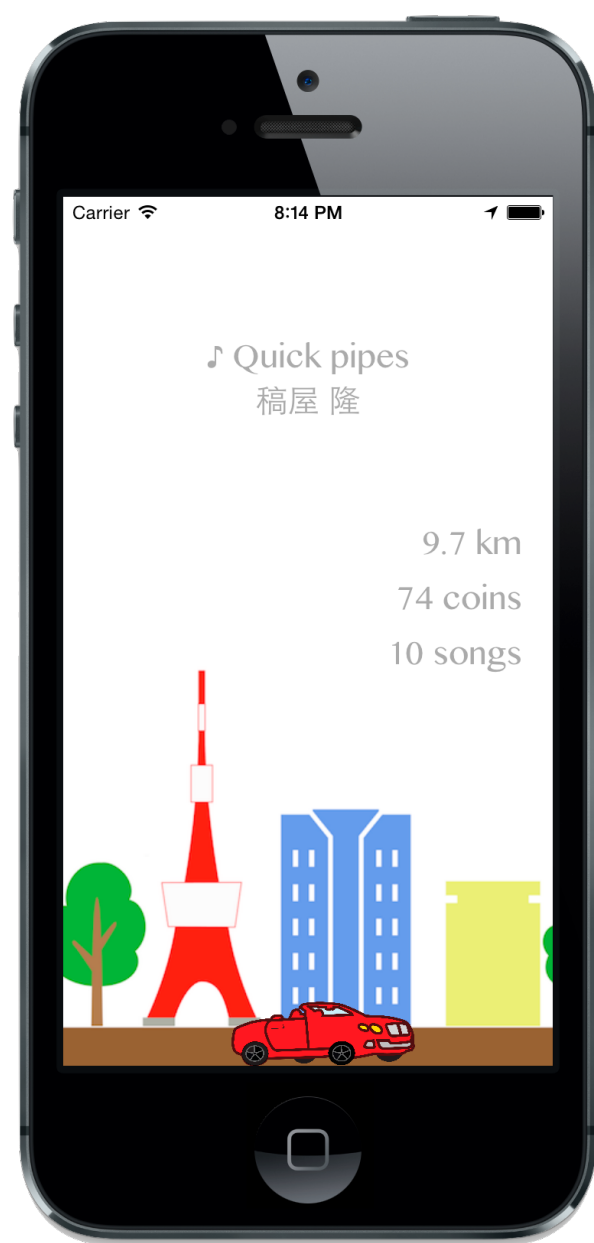 Carrier 8:14 PM
♪ Quick pipes
稿屋 隆
9.7 km
74 coins
10 songs